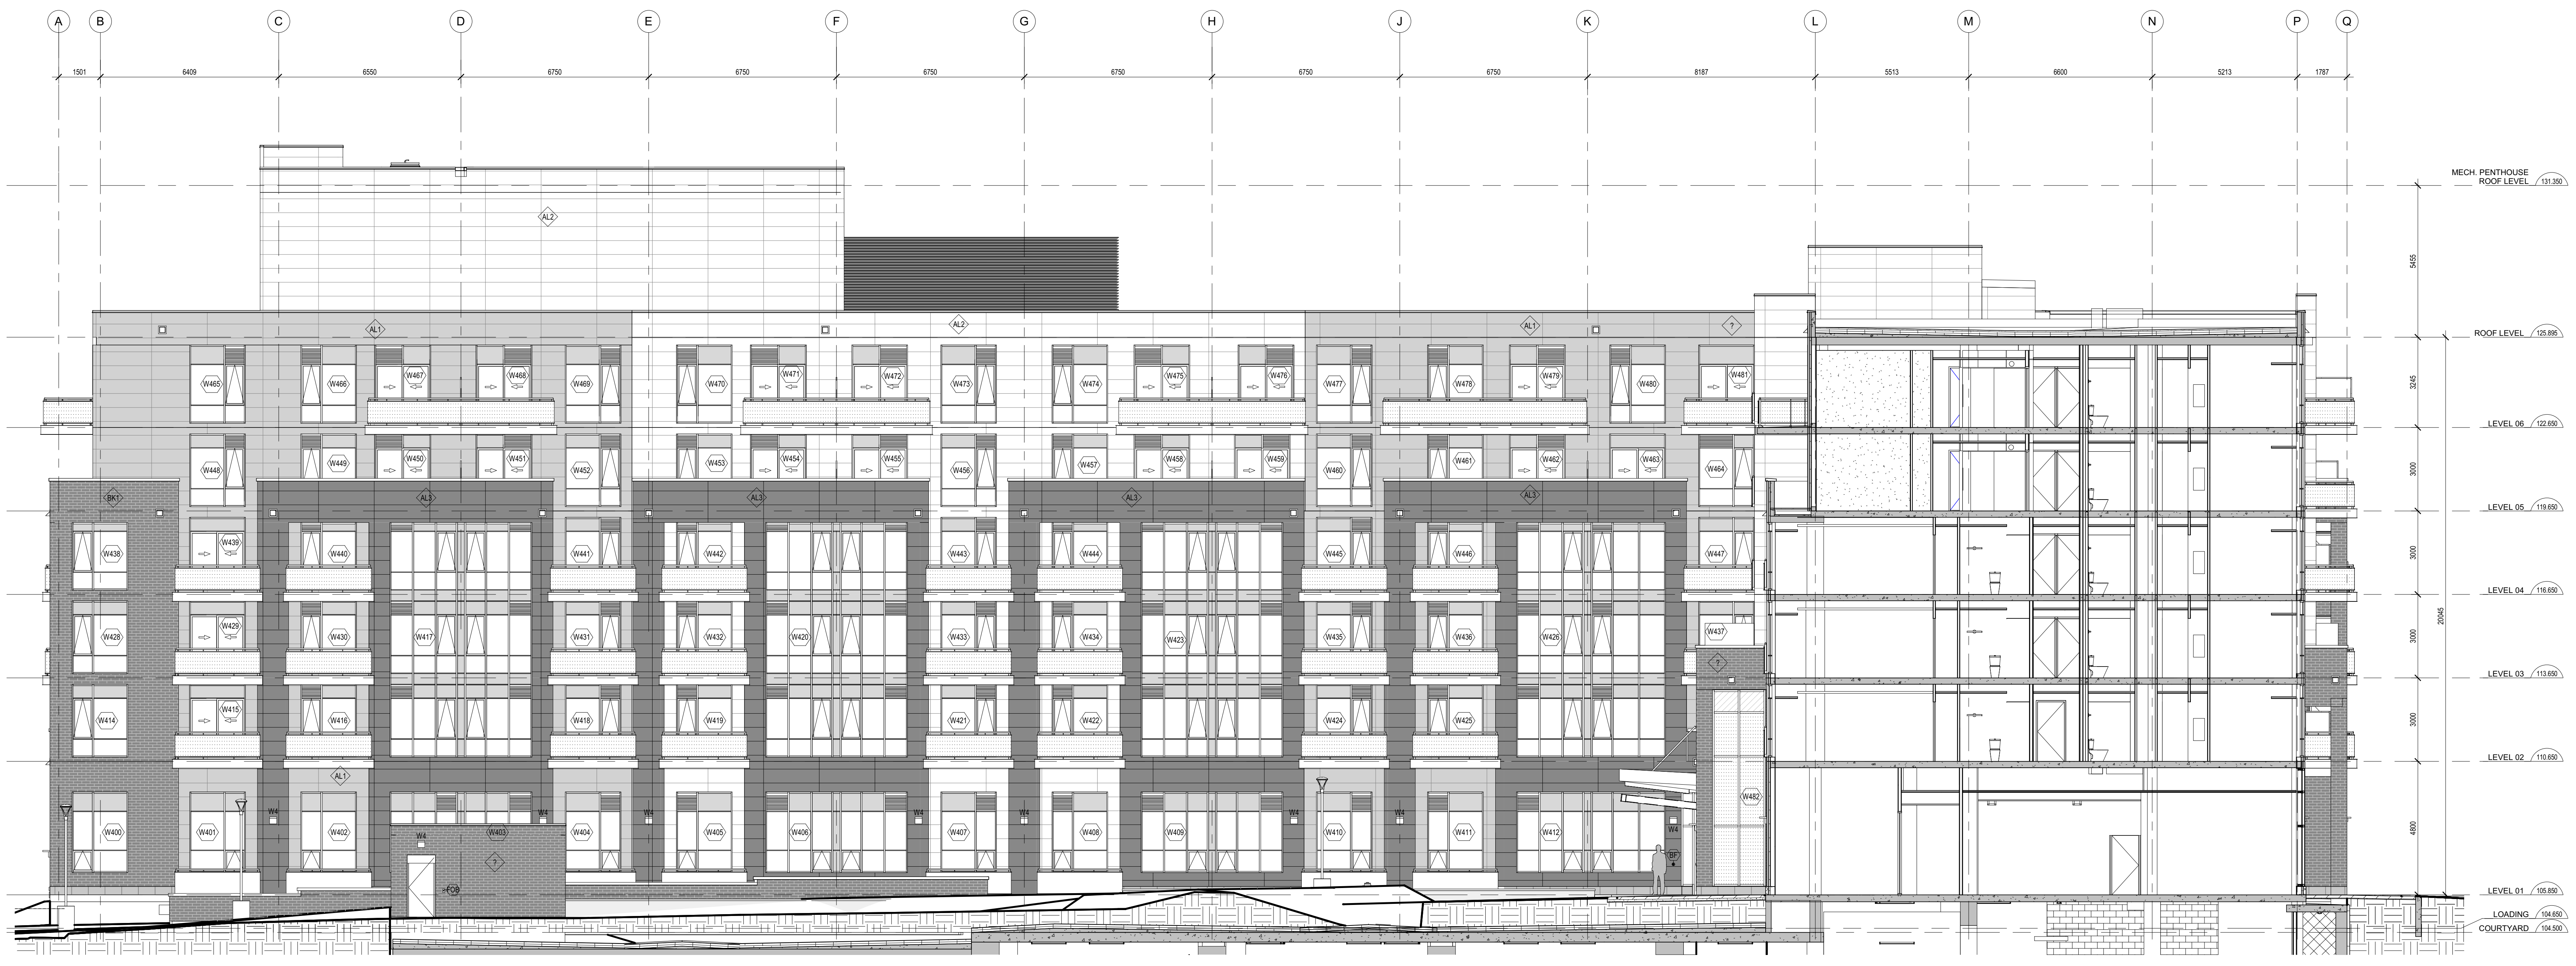 A B C D E F G H J K L M N P Q
1501 6409 6550 6750 6750 6750 6750 6750 6750 8187 5513 6600 5213 1787
MECH. PENTHOUSE
ROOF LEVEL 131.350
AL2
5455
AL1 AL2 AL1 ?
ROOF LEVEL 125.895
W465 W466 W467 W468 W469 W470 W471 W472 W473 W474 W475 W476 W477 W478 W479 W480 W481
3245
LEVEL 06 122.650
W448 W449 W450 W451 W452 W453 W454 W455 W456 W457 W458 W459 W460 W461 W462 W463 W464
3000
BK1 AL3 AL3 AL3 AL3
LEVEL 05 119.650
W438 W439 W440 W441 W442 W443 W444 W445 W446 W447
3000
LEVEL 04 116.650
20045
W428 W429 W430 W417 W431 W432 W420 W433 W434 W423 W435 W436 W426 W437
3000
?
LEVEL 03 113.650
W414 W415 W416 W418 W419 W421 W422 W424 W425
3000
LEVEL 02 110.650
AL1
W482
W4 W4 W4 W4 W4 W4 W4 W4 W4
W400 W401 W402 W403 W404 W405 W406 W407 W408 W409 W410 W411 W412
4800
? BF
FOB
LEVEL 01 105.850
LOADING 104.650
COURTYARD 104.500